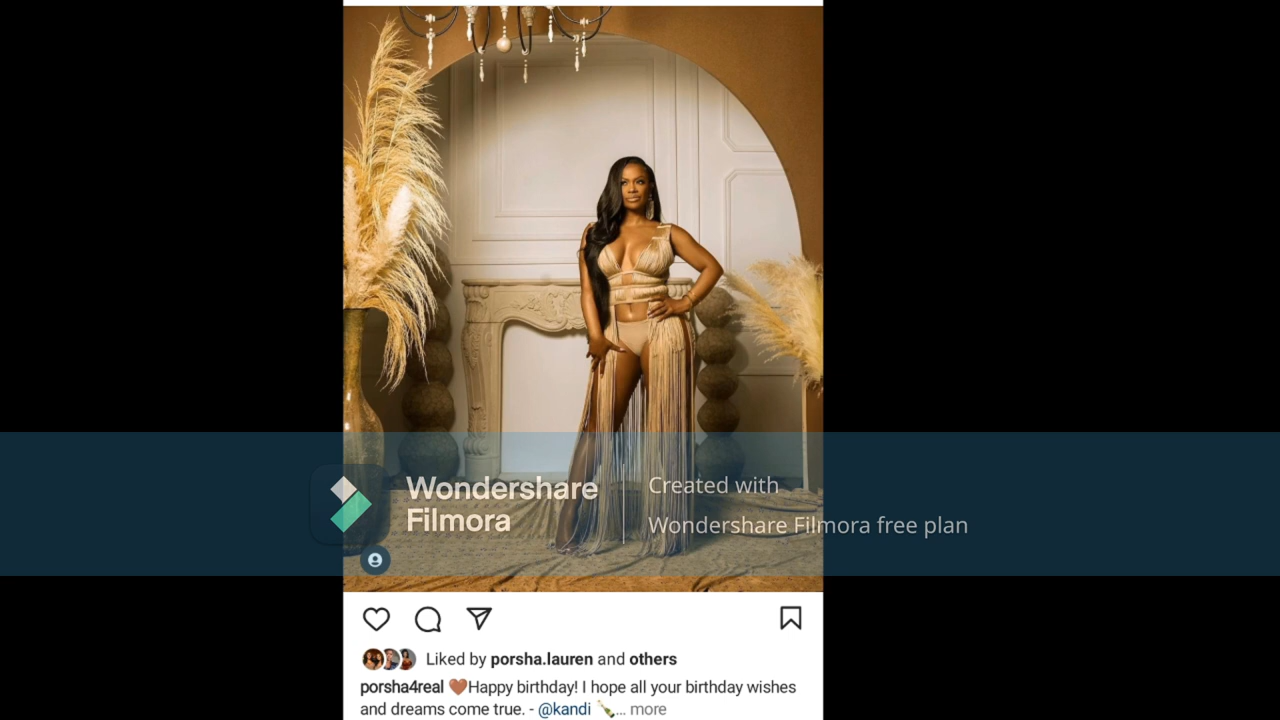 Wondershare
Filmora
Created with
Wondershare Filmora free plan
Liked by porsha.lauren and others
porsha4real 🤎Happy birthday! I hope all your birthday wishes
and dreams come true. - @kandi 🍾... more